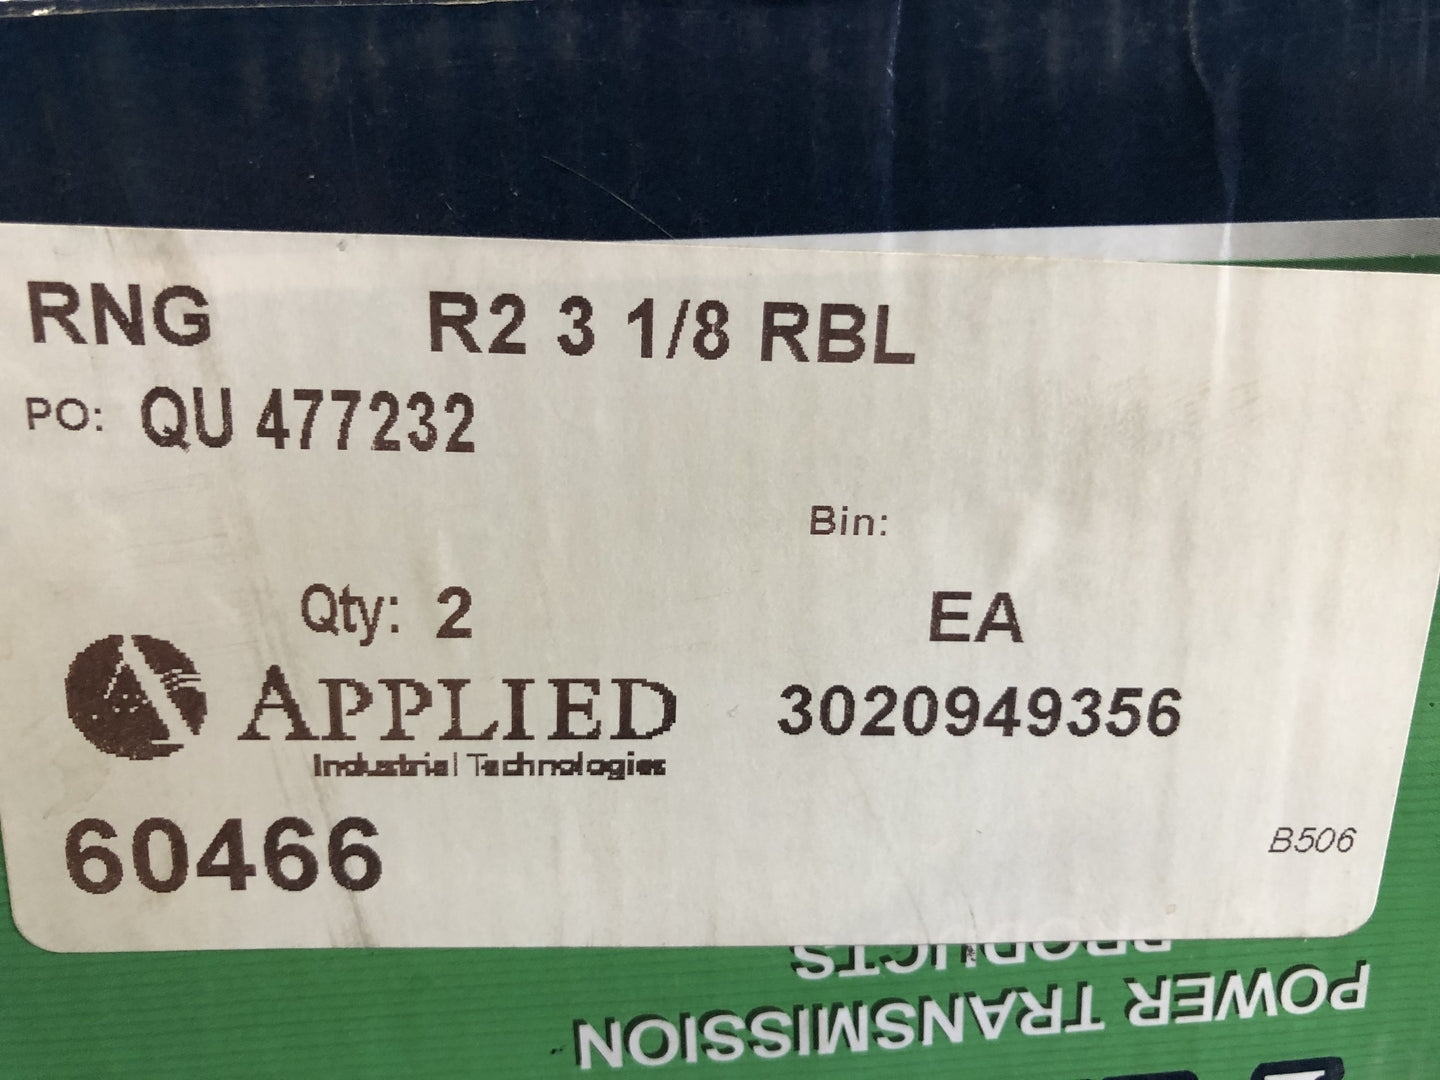 RNG R2 3 1/8 RBL
PO: QU 477232
Bin:
Qty: 2 EA
APPLIED 3020949356
Industrial Technologies
60466
B506
POWER TRANSMISSION
PRODUCTS